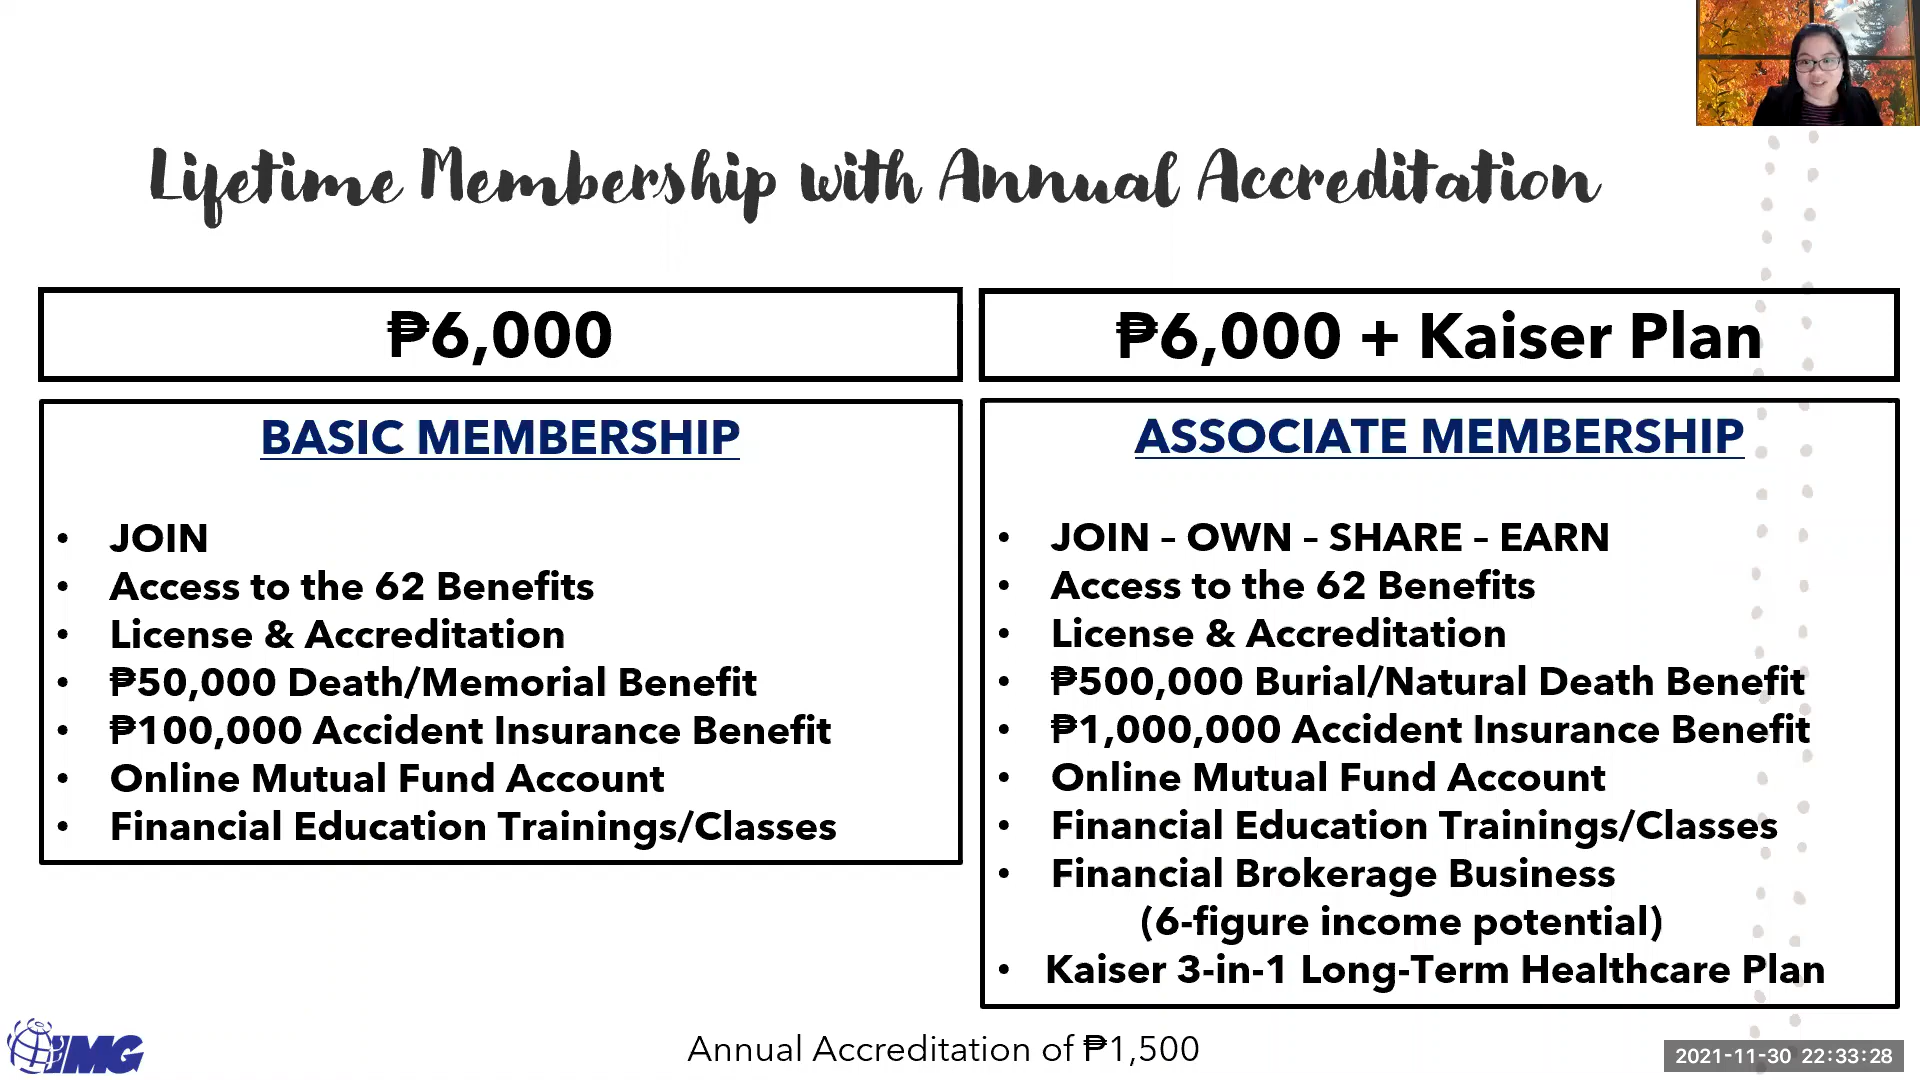 Lifetime Membership with Annual Accreditation
₱6,000
₱6,000 + Kaiser Plan
BASIC MEMBERSHIP
• JOIN
• Access to the 62 Benefits
• License & Accreditation
• ₱50,000 Death/Memorial Benefit
• ₱100,000 Accident Insurance Benefit
• Online Mutual Fund Account
• Financial Education Trainings/Classes
ASSOCIATE MEMBERSHIP
• JOIN – OWN – SHARE – EARN
• Access to the 62 Benefits
• License & Accreditation
• ₱500,000 Burial/Natural Death Benefit
• ₱1,000,000 Accident Insurance Benefit
• Online Mutual Fund Account
• Financial Education Trainings/Classes
• Financial Brokerage Business
(6-figure income potential)
• Kaiser 3-in-1 Long-Term Healthcare Plan
IMG
Annual Accreditation of ₱1,500
2021-11-30 22:33:28